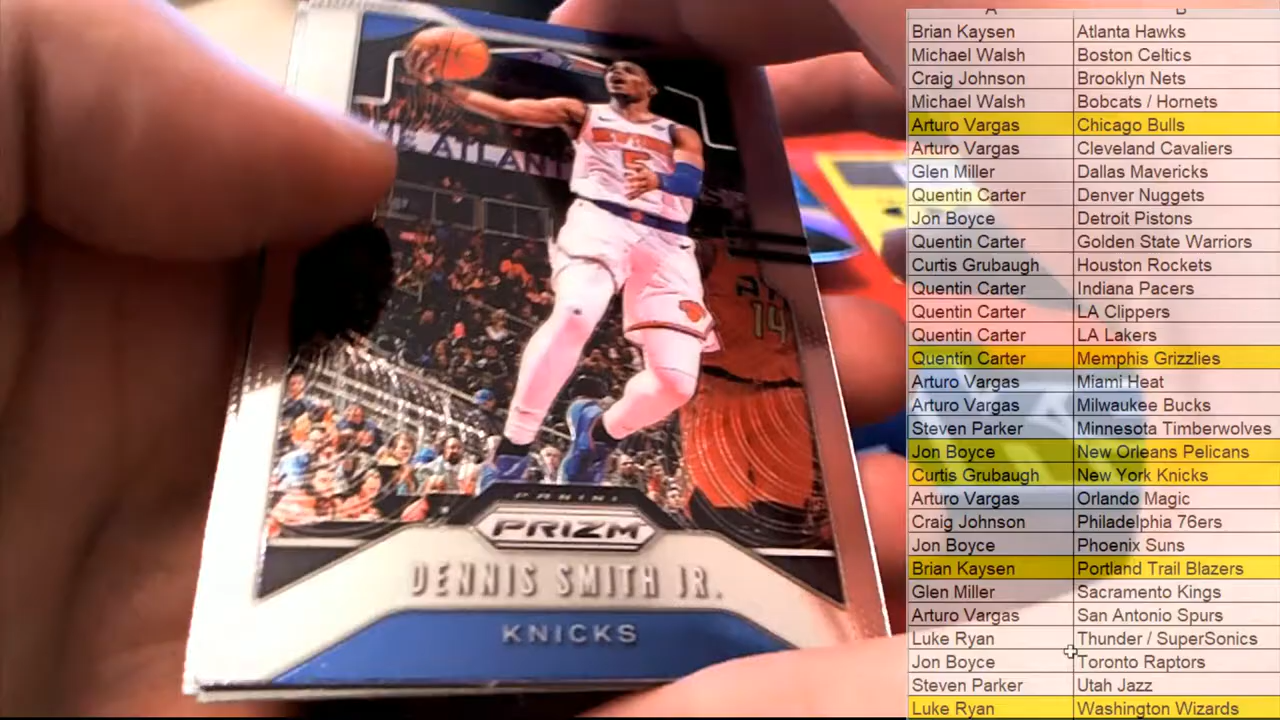 ATLANT
NEW YORK
5
14
PANINI
PRIZM
DENNIS SMITH JR.
KNICKS
A B
Brian Kaysen Atlanta Hawks
Michael Walsh Boston Celtics
Craig Johnson Brooklyn Nets
Michael Walsh Bobcats / Hornets
Arturo Vargas Chicago Bulls
Arturo Vargas Cleveland Cavaliers
Glen Miller Dallas Mavericks
Quentin Carter Denver Nuggets
Jon Boyce Detroit Pistons
Quentin Carter Golden State Warriors
Curtis Grubaugh Houston Rockets
Quentin Carter Indiana Pacers
Quentin Carter LA Clippers
Quentin Carter LA Lakers
Quentin Carter Memphis Grizzlies
Arturo Vargas Miami Heat
Arturo Vargas Milwaukee Bucks
Steven Parker Minnesota Timberwolves
Jon Boyce New Orleans Pelicans
Curtis Grubaugh New York Knicks
Arturo Vargas Orlando Magic
Craig Johnson Philadelphia 76ers
Jon Boyce Phoenix Suns
Brian Kaysen Portland Trail Blazers
Glen Miller Sacramento Kings
Arturo Vargas San Antonio Spurs
Luke Ryan Thunder / SuperSonics
Jon Boyce Toronto Raptors
Steven Parker Utah Jazz
Luke Ryan Washington Wizards